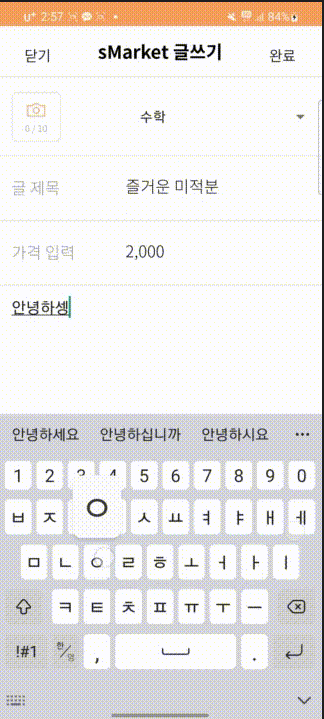 u+ 2:57 84%
닫기 sMarket 글쓰기 완료
0 / 10 수학
글 제목 즐거운 미적분
가격 입력 2,000
안녕하셍
안녕하세요 안녕하십니까 안녕하시요 ···
1 2 3 4 5 6 7 8 9 0
ㅂ ㅈ ㅇ ㅅ ㅛ ㅕ ㅑ ㅐ ㅔ
ㅁ ㄴ ㅇ ㄹ ㅎ ㅗ ㅓ ㅏ ㅣ
ㅋ ㅌ ㅊ ㅍ ㅠ ㅜ ㅡ
!#1 한/영 , .